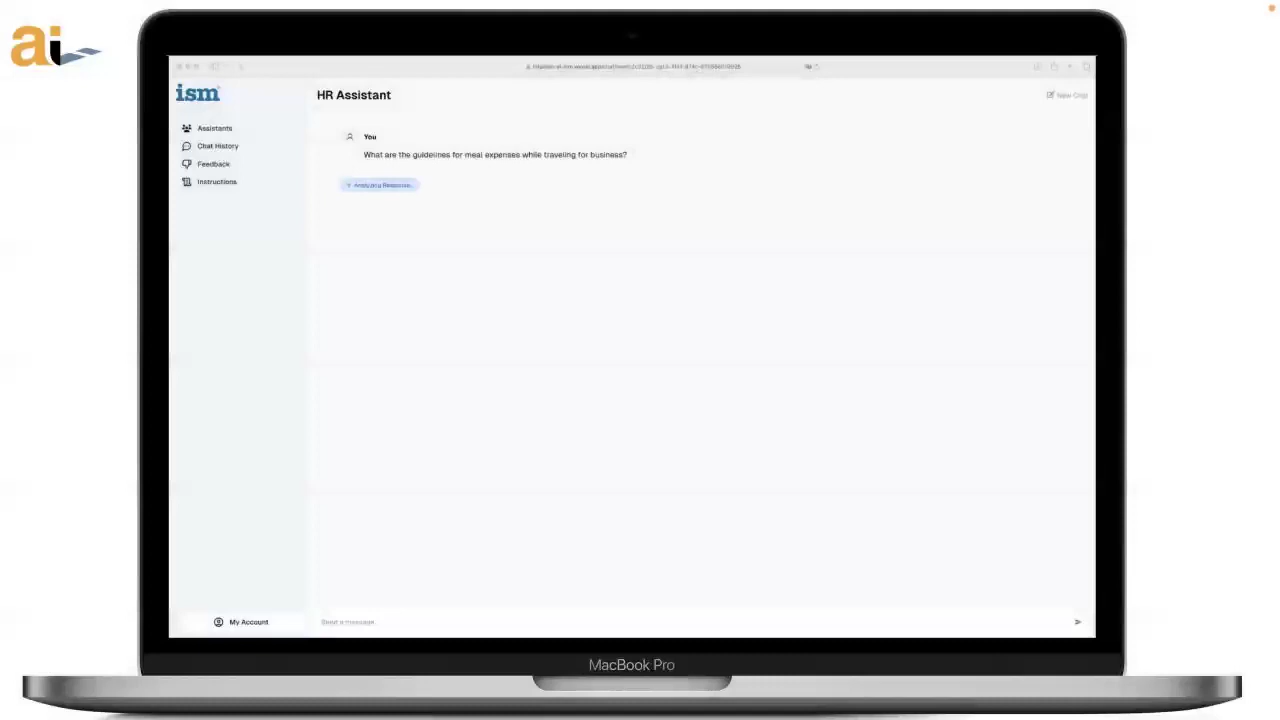 ai
ism
HR Assistant
New Chat
Assistants
Chat History
Feedback
Instructions
You
What are the guidelines for meal expenses while traveling for business?
Analyzing Response...
My Account
Send a message.
MacBook Pro